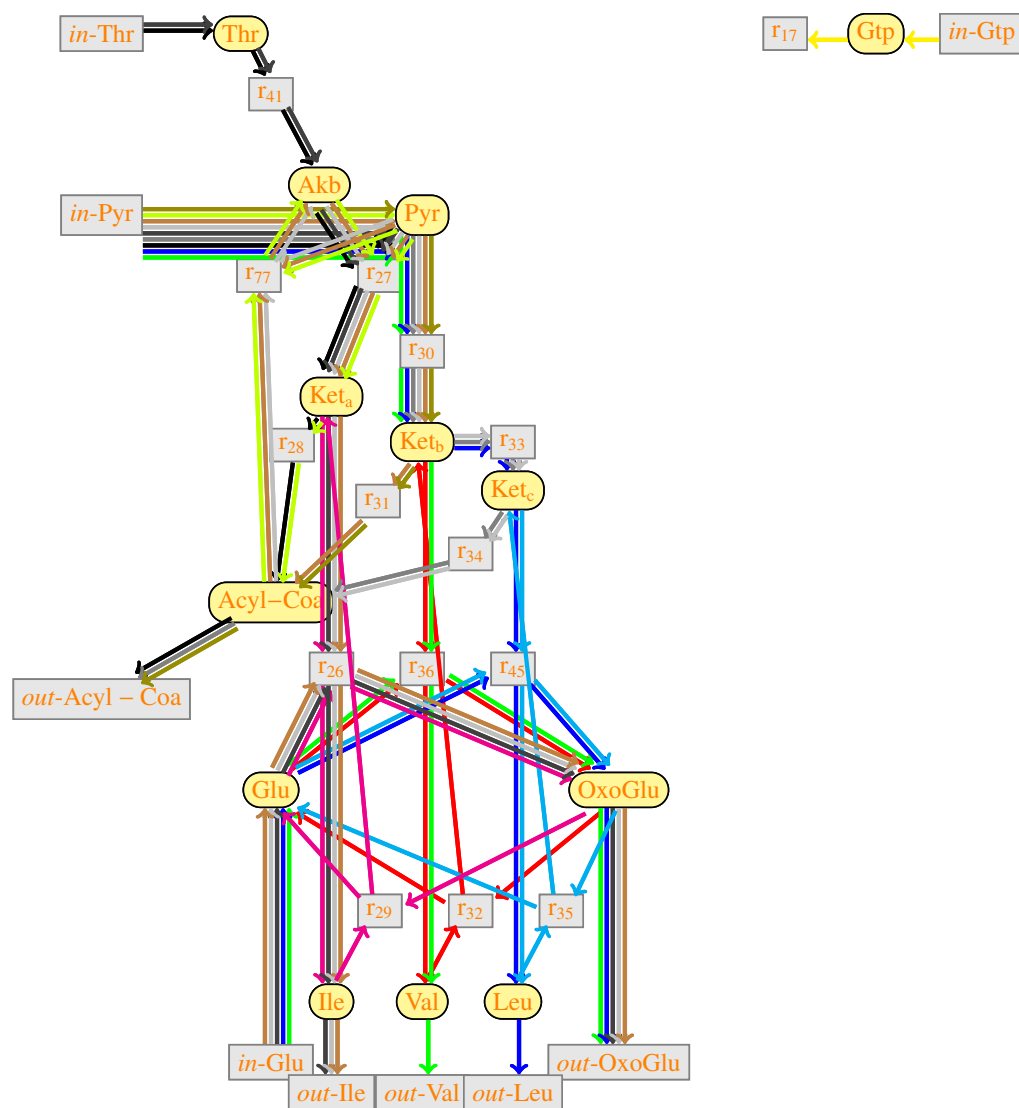 in-Thr
Thr
r17
Gtp
in-Gtp
r41
Akb
in-Pyr
Pyr
r77
r27
r30
Keta
r28
Ketb
r33
Ketc
r31
r34
Acyl−Coa
r26
r36
r45
out-Acyl − Coa
Glu
OxoGlu
r29
r32
r35
Ile
Val
Leu
in-Glu
out-OxoGlu
out-Ile
out-Val
out-Leu